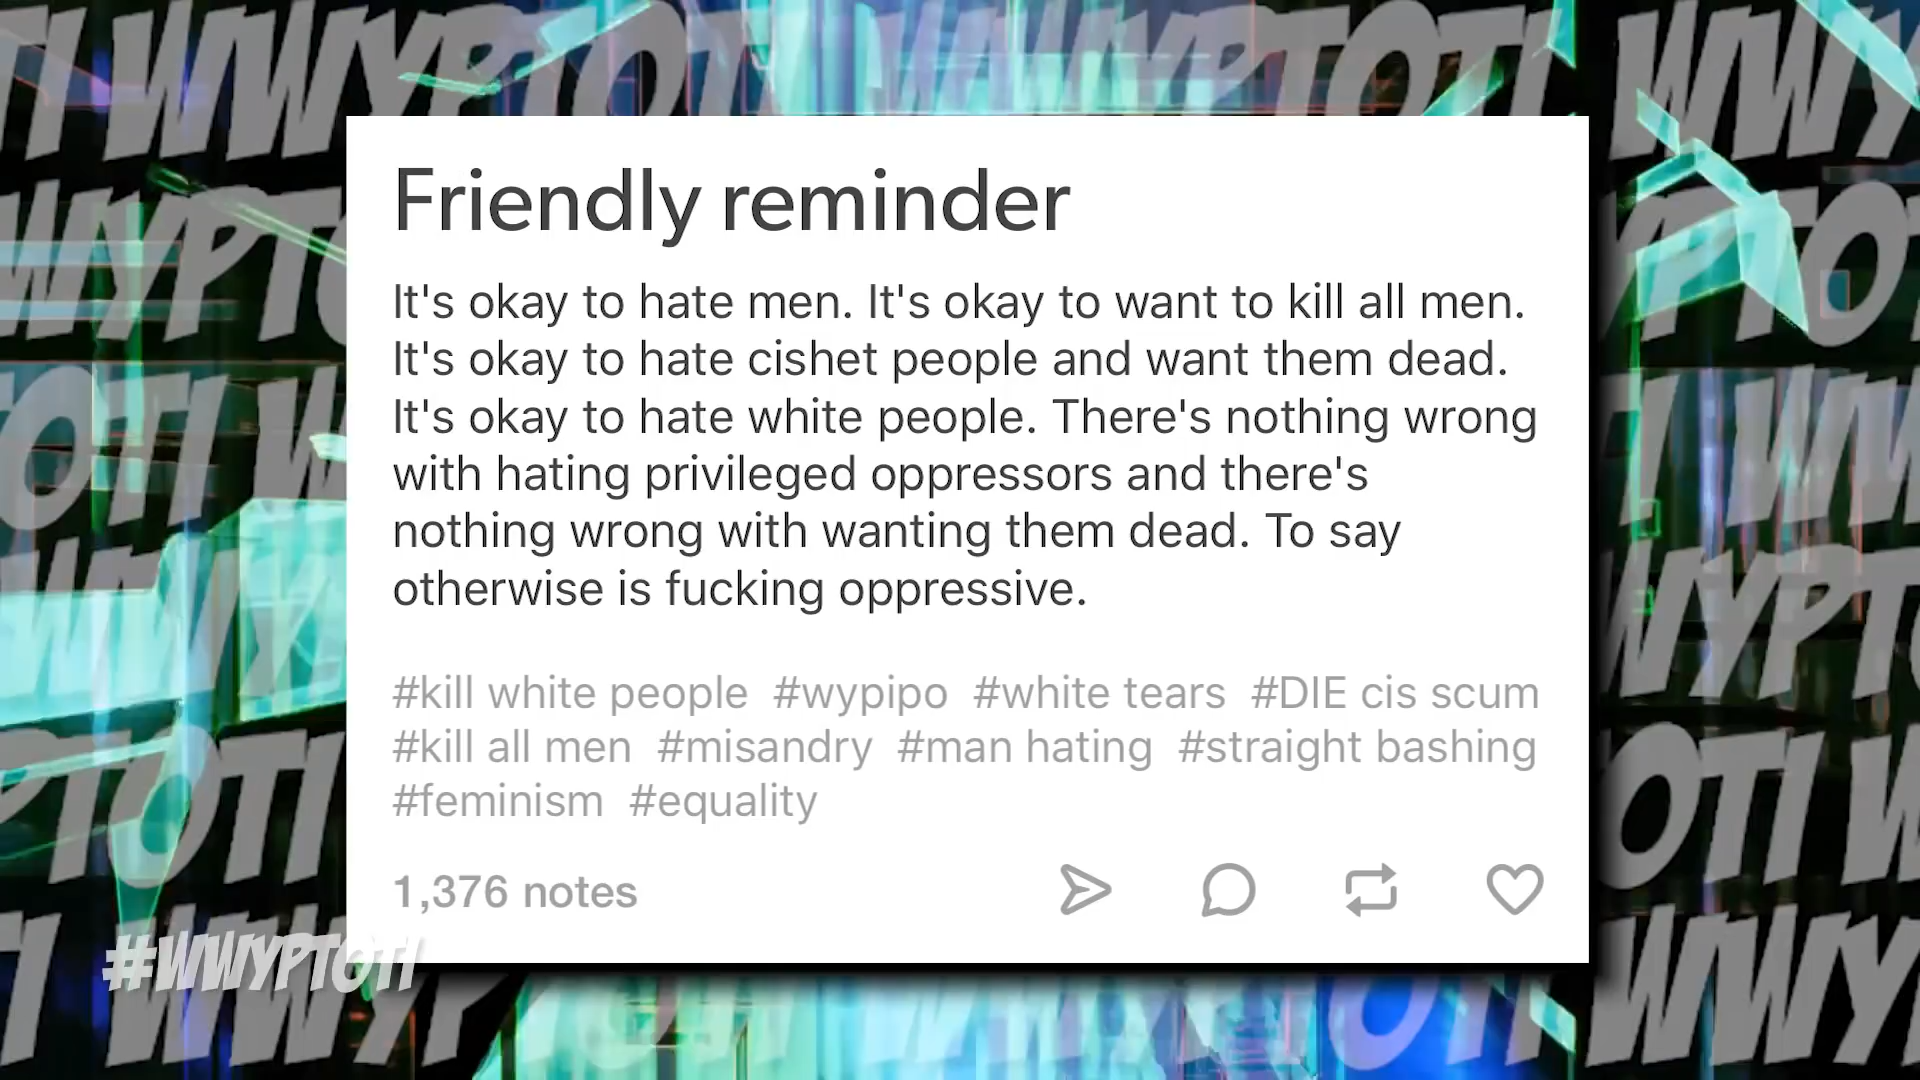 Friendly reminder
It's okay to hate men. It's okay to want to kill all men.
It's okay to hate cishet people and want them dead.
It's okay to hate white people. There's nothing wrong
with hating privileged oppressors and there's
nothing wrong with wanting them dead. To say
otherwise is fucking oppressive.
#kill white people #wypipo #white tears #DIE cis scum
#kill all men #misandry #man hating #straight bashing
#feminism #equality
1,376 notes
#WWYPTOTI